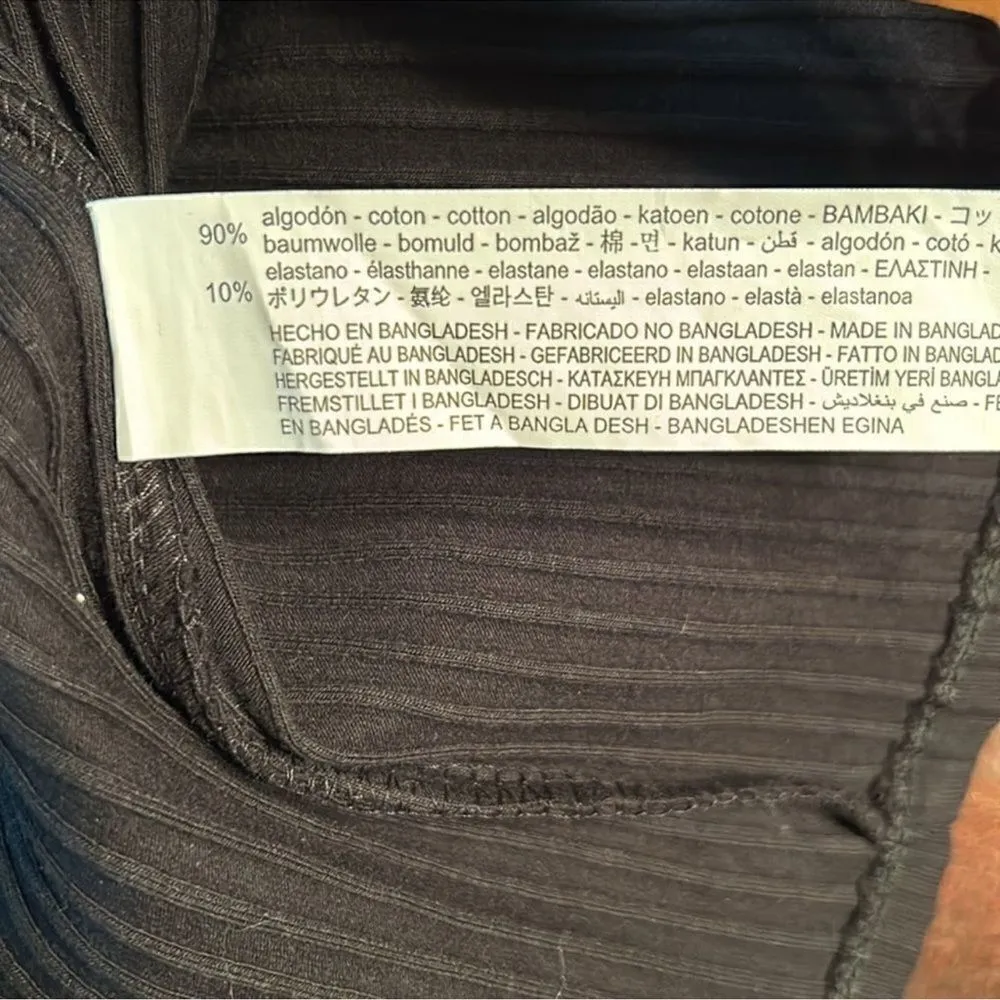 90% algodón - coton - cotton - algodão - katoen - cotone - BAMBAKI - コッ
baumwolle - bomuld - bombaž - 棉 - 면 - katun - قطن - algodón - cotó - k
elastano - élasthanne - elastane - elastano - elastaan - elastan - ΕΛΑΣΤΙΝΗ -
10% ポリウレタン - 氨纶 - 엘라스탄 - اليستانه - elastano - elastà - elastanoa
HECHO EN BANGLADESH - FABRICADO NO BANGLADESH - MADE IN BANGLAD
FABRIQUÉ AU BANGLADESH - GEFABRICEERD IN BANGLADESH - FATTO IN BANGLAD
HERGESTELLT IN BANGLADESCH - ΚΑΤΑΣΚΕΥΗ ΜΠΑΓΚΛΑΝΤΕΣ - ÜRETİM YERİ BANGLA
FREMSTILLET I BANGLADESH - DIBUAT DI BANGLADESH - صنع في بنغلاديش - FE
EN BANGLADÉS - FET A BANGLA DESH - BANGLADESHEN EGINA